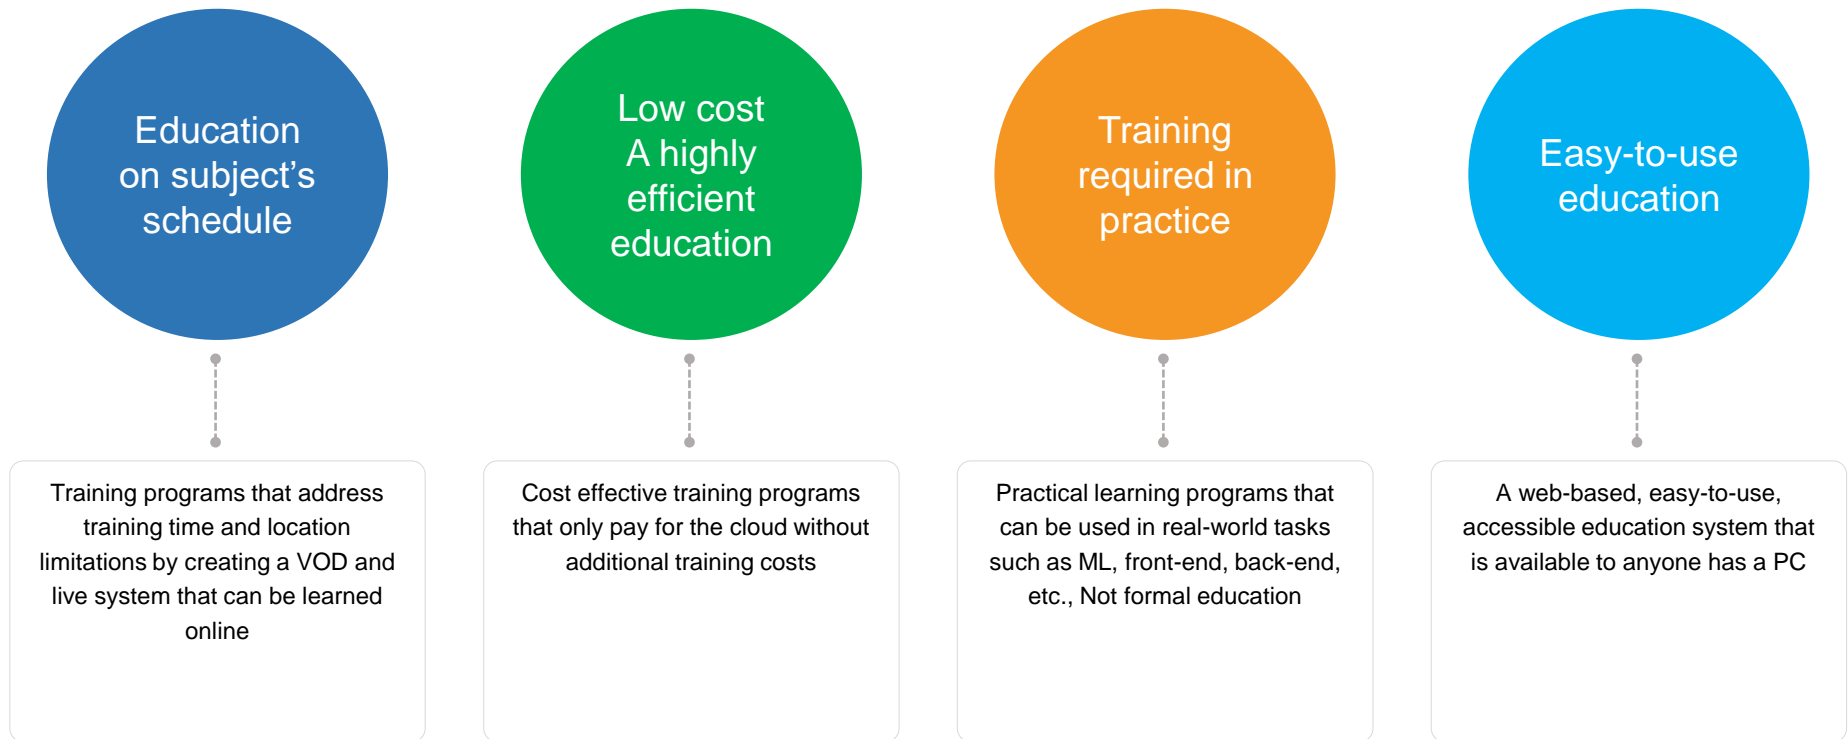 Education
on subject's
schedule
Low cost
A highly
efficient
education
Training
required in
practice
Easy-to-use
education
Training programs that address
training time and location
limitations by creating a VOD and
live system that can be learned
online
Cost effective training programs
that only pay for the cloud without
additional training costs
Practical learning programs that
can be used in real-world tasks
such as ML, front-end, back-end,
etc., Not formal education
A web-based, easy-to-use,
accessible education system that
is available to anyone has a PC